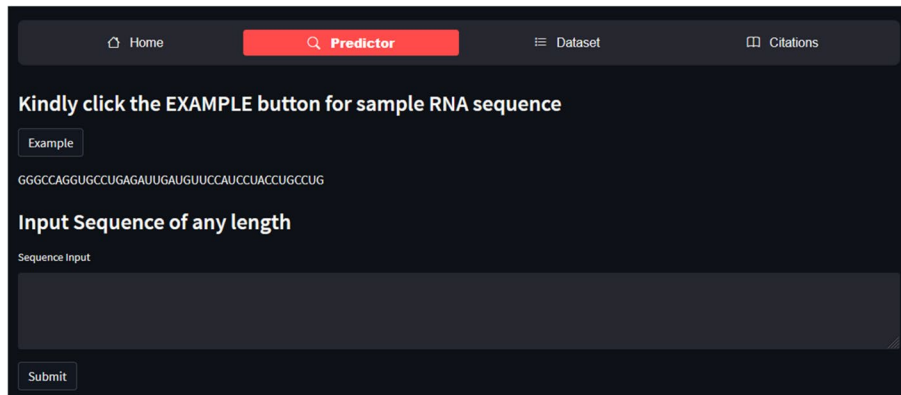 Home Predictor Dataset Citations
Kindly click the EXAMPLE button for sample RNA sequence
Example
GGGCCAGGUGCCUGAGAUUGAUGUUCCAUCCUACCUGCCUG
Input Sequence of any length
Sequence Input
Submit